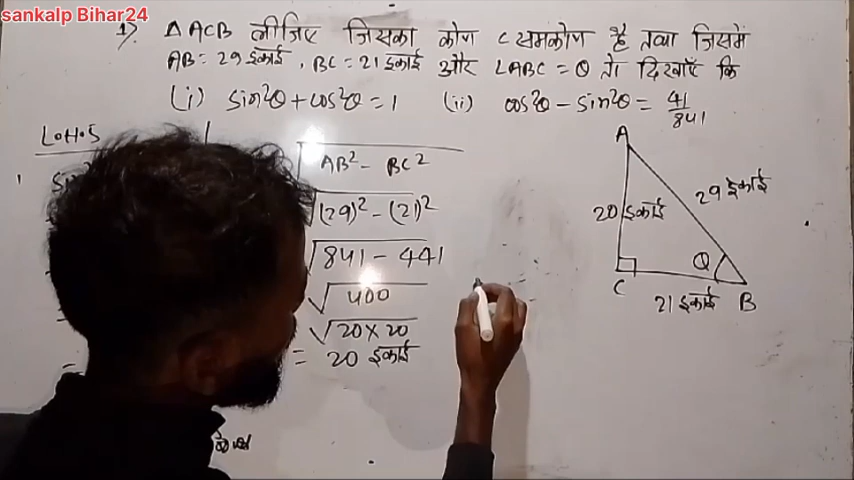 sankalp Bihar24
1). △ACB लीजिए जिसका कोण C समकोण है तथा जिसमें
AB = 29 इकाई, BC = 21 इकाई और ∠ABC = θ तो दिखाएँ कि
(i) sin²θ + cos²θ = 1 (ii) cos²θ - sin²θ = 41/841
L.H.S
√AB² - BC²
√(29)² - (21)²
√841 - 441
√400
√20 × 20
= 20 इकाई
A
20 इकाई
29 इकाई
θ
C
21 इकाई
B